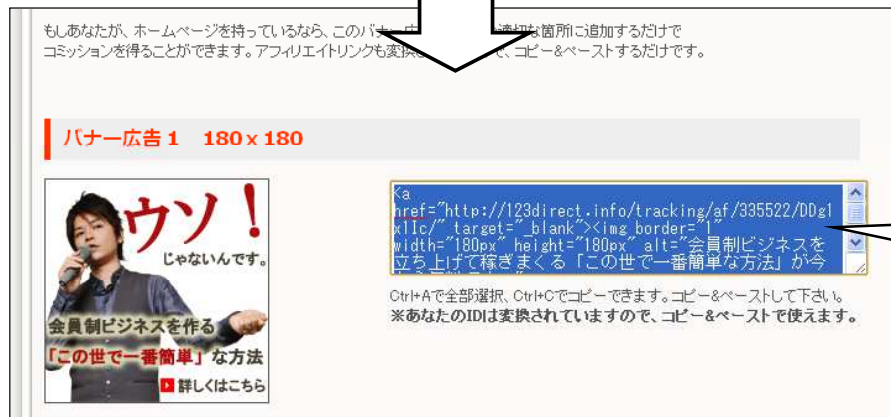 もしあなたが、ホームページを持っているなら、このバナー
適切な箇所に追加するだけで
コミッションを得ることができます。アフィリエイトリンクも変換
で、コピー&ペーストするだけです。
バナー広告1 180x180
ウソ!
じゃないんです。
会員制ビジネスを作る
「この世で一番簡単」な方法
詳しくはこちら
<a
href="http://123direct.info/tracking/af/335522/DDg1
x1Ic/" target="_blank"><img border="1"
width="180px" height="180px" alt="会員制ビジネスを
立ち上げて稼ぎまくる「この世で一番簡単な方法」が今
Ctrl+Aで全部選択、Ctrl+Cでコピーできます。コピー&ペーストして下さい。
※あなたのIDは変換されていますので、コピー&ペーストで使えます。